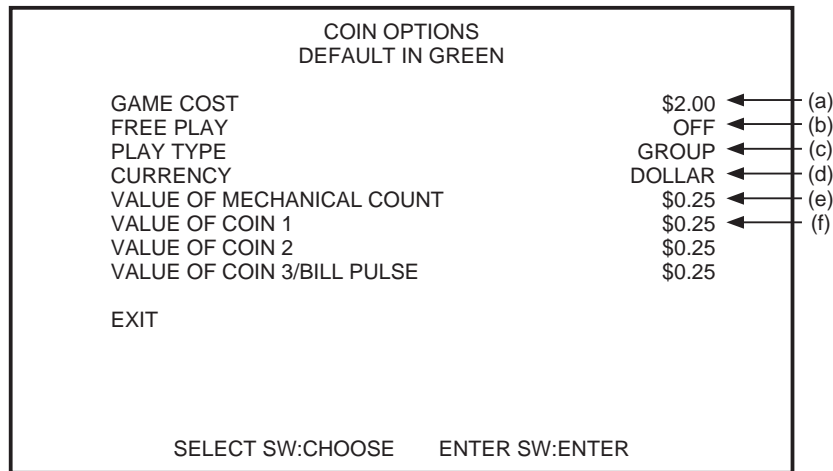 COIN OPTIONS
DEFAULT IN GREEN
GAME COST $2.00 (a)
FREE PLAY OFF (b)
PLAY TYPE GROUP (c)
CURRENCY DOLLAR (d)
VALUE OF MECHANICAL COUNT $0.25 (e)
VALUE OF COIN 1 $0.25 (f)
VALUE OF COIN 2 $0.25
VALUE OF COIN 3/BILL PULSE $0.25
EXIT
SELECT SW:CHOOSE ENTER SW:ENTER